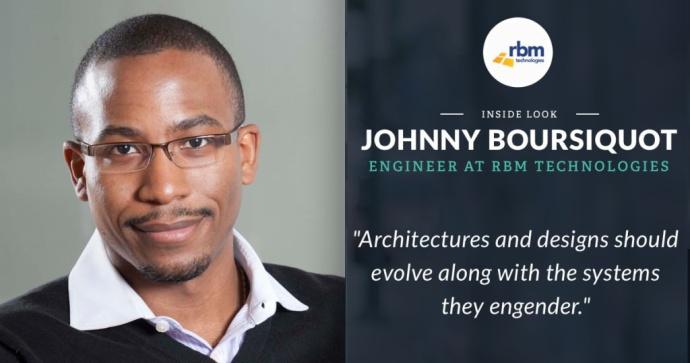 rbm
technologies
INSIDE LOOK
JOHNNY BOURSIQUOT
ENGINEER AT RBM TECHNOLOGIES
"Architectures and designs should
evolve along with the systems
they engender."